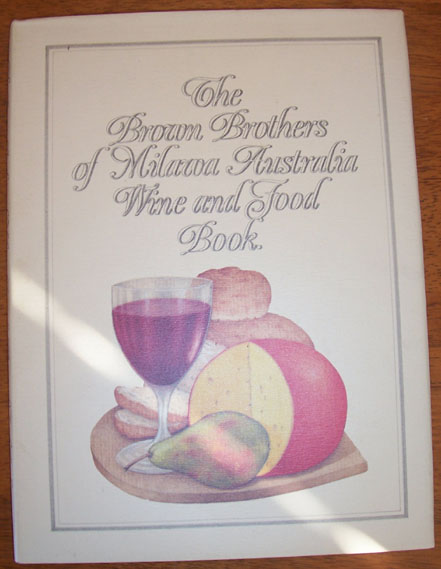 The
Brown Brothers
of Milawa Australia
Wine and Food
Book.